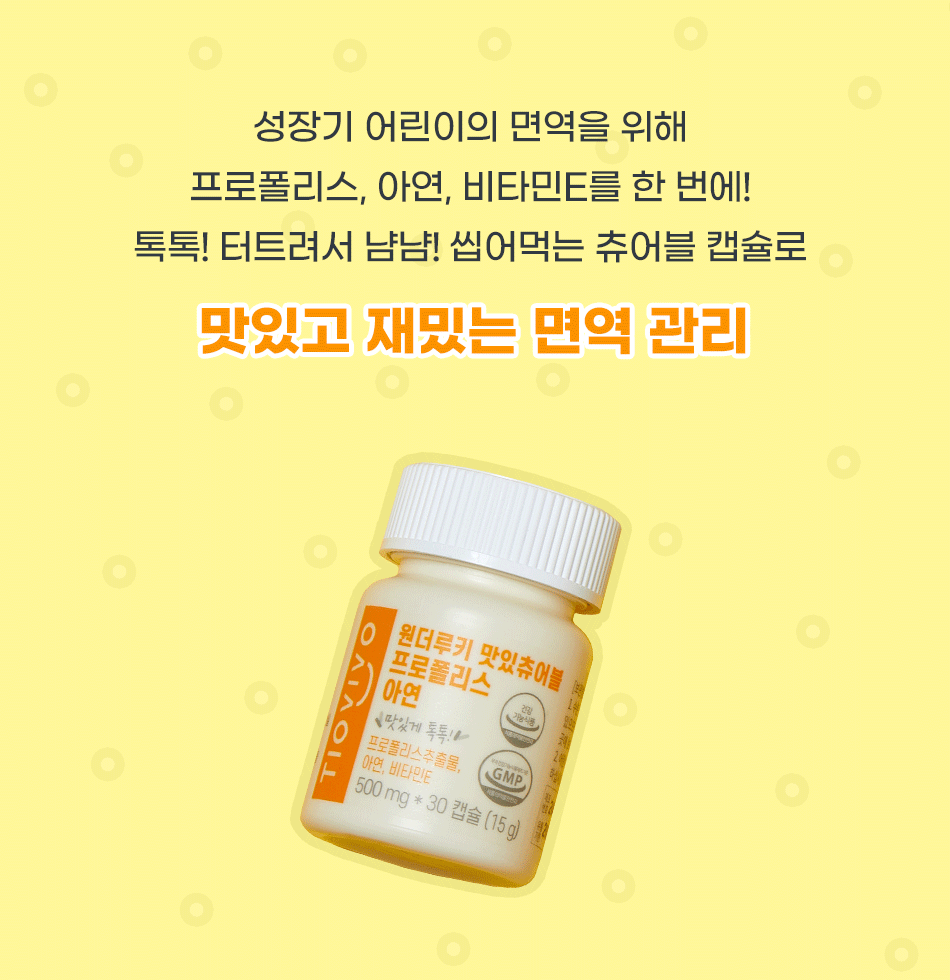 성장기 어린이의 면역을 위해
프로폴리스, 아연, 비타민E를 한 번에!
톡톡! 터트려서 냠냠! 씹어먹는 츄어블 캡슐로
맛있고 재밌는 면역 관리
TIOVIVO
원더루키 맛있츄어블
프로폴리스
아연
맛있게 톡톡!
프로폴리스추출물,
아연, 비타민E
500 mg * 30 캡슐 (15 g)
건강
기능식품
GMP